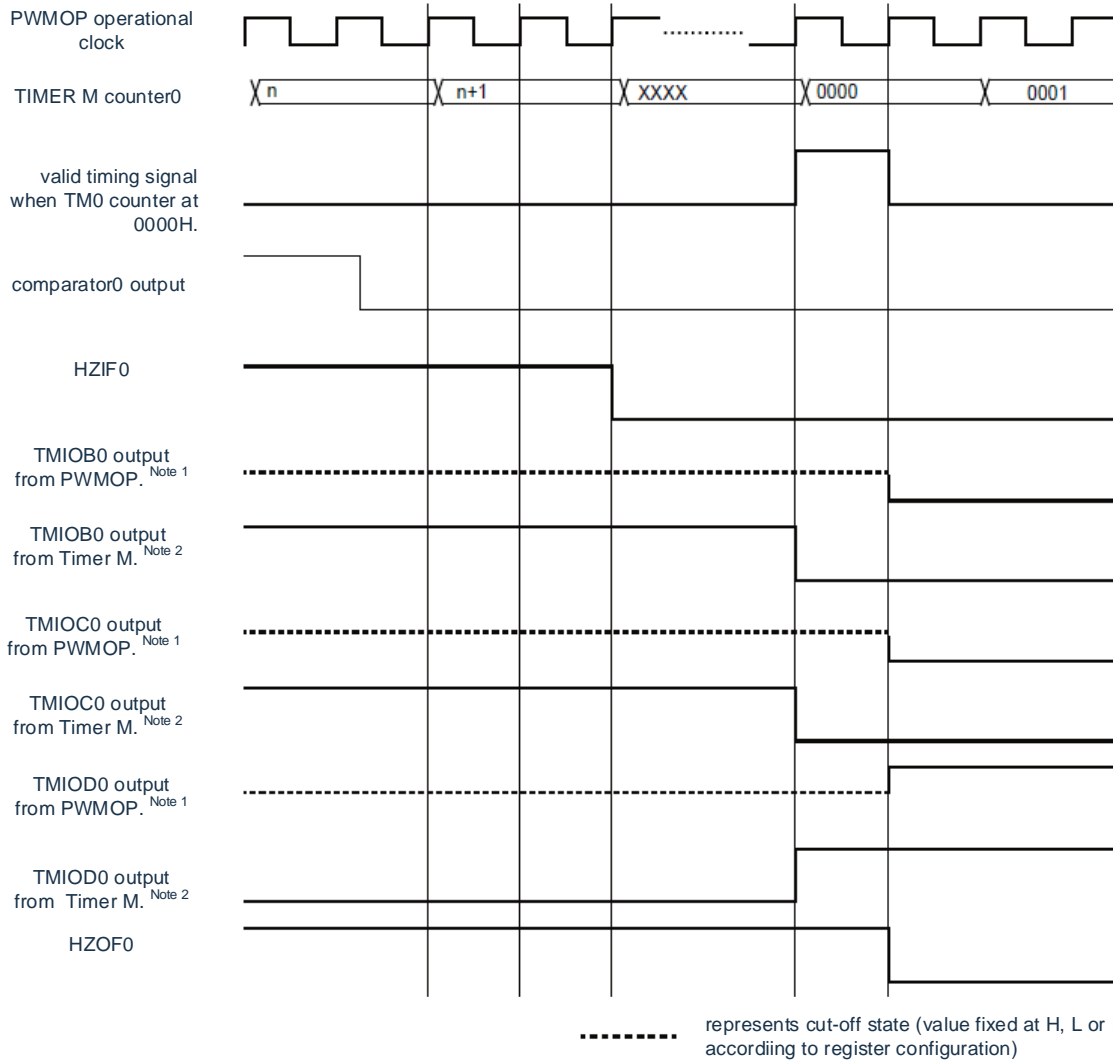 PWMOP operational
clock
TIMER M counter0
n
n+1
XXXX
0000
0001
valid timing signal
when TM0 counter at
0000H.
comparator0 output
HZIF0
TMIOB0 output
from PWMOP. Note 1
TMIOB0 output
from Timer M. Note 2
TMIOC0 output
from PWMOP. Note 1
TMIOC0 output
from Timer M. Note 2
TMIOD0 output
from PWMOP. Note 1
TMIOD0 output
from Timer M. Note 2
HZOF0
represents cut-off state (value fixed at H, L or
accordiin to register configuration)